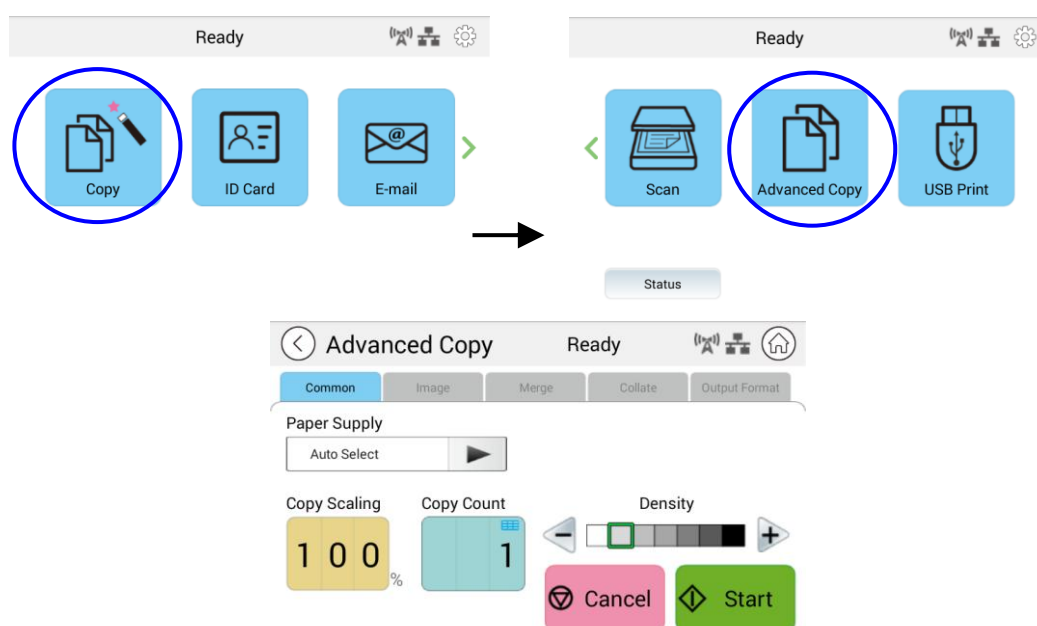 Ready
Ready
Copy
ID Card
@
E-mail
Scan
Advanced Copy
USB Print
Status
Advanced Copy Ready
Common Image Merge Collate Output Format
Paper Supply
Auto Select
Copy Scaling Copy Count Density
100 %
1
Cancel
Start